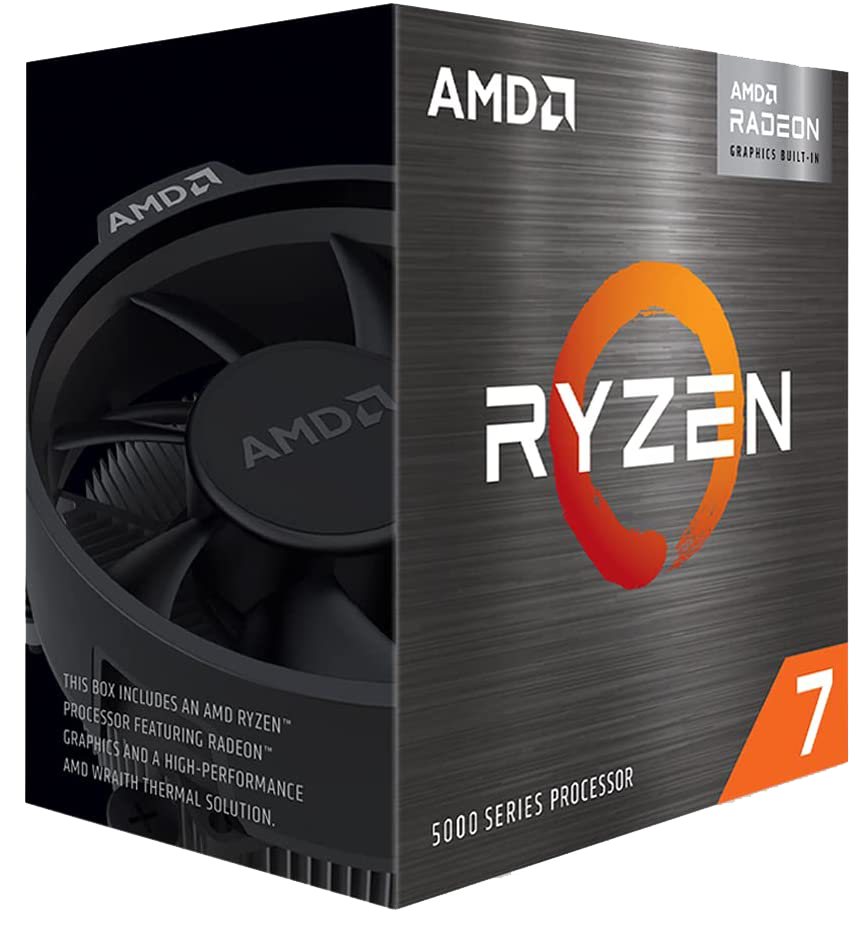 AMD
AMD
THIS BOX INCLUDES AN AMD RYZEN™
PROCESSOR FEATURING RADEON™
GRAPHICS AND A HIGH-PERFORMANCE
AMD WRAITH THERMAL SOLUTION.
AMD
AMD
RADEON
GRAPHICS BUILT-IN
RYZEN
7
5000 SERIES PROCESSOR